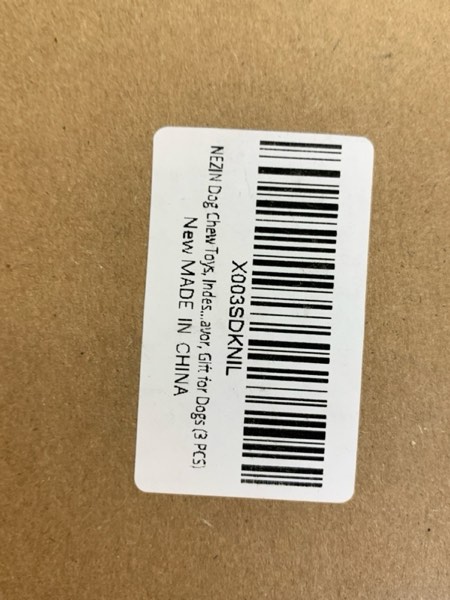 X003SDKNIL
NEZIN Dog Chew Toys, Indes...avor, Gift for Dogs (3 PCS)
New MADE IN CHINA